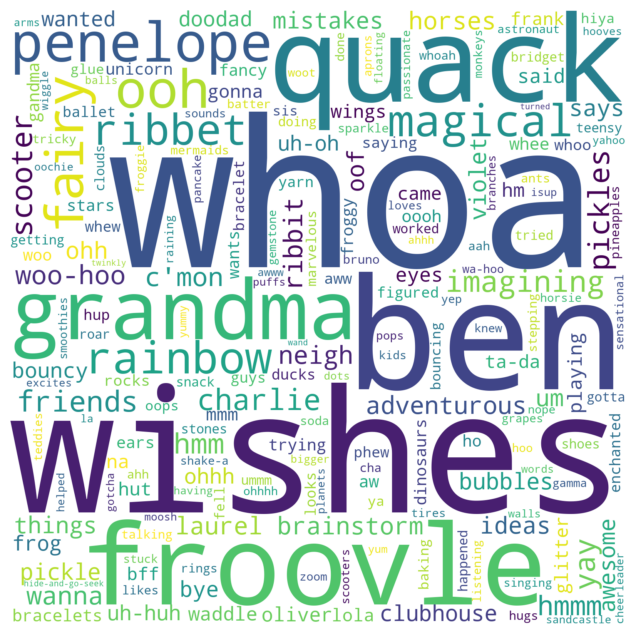 arms wanted doodad mistakes horses frank hiya
penelope quack hooves
glue unicorn fancy done aprons floating passionate whoah monkeys bridget astronaut
grandma wiggle balls batter woot said
ballet ooh gonna sis doing wings magical says
tricky sounds sparkle teensy
scooter fairy ribbet uh-oh saying violet whee whoo yahoo
oochie mermaids turned
clouds froggie pancake bracelet yarn oof whoa came hm ants branches pickles
stars loves oooh isup
getting whew raining wants ribbit froggy worked tried pineapples
woo ohh gemstone marvelous bruno ahhh aah
woo-hoo twinkly c'mon awww aww eyes wa-hoo imagining sensational
puffs figured yep horsie
grandma ben
smoothies hup yummy wand pops knew stepping
roar rainbow neigh kids bouncing ta-da
bouncy rocks snack guys ducks dots gotta
excites
friends oops charlie um playing
la mmm adventurous nope grapes shoes
wishes
teddies ears stones soda phew ho hoo enchanted
hmm trying cha dinosaurs
na ahh shake-a ummm bigger aw bubbles words
gotcha hut ohhh looks planets ya gamma
helped having fell ohhhh tires walls
things moosh laurel brainstorm ideas glitter yay awesome
froovle
frog talking
hide-and-go-seek stuck yum baking happened listening
pickle bff rings zoom scooters singing
wanna likes bye hugs hmmm cheerleader
bracelets uh-huh waddle oliver lola clubhouse sandcastle